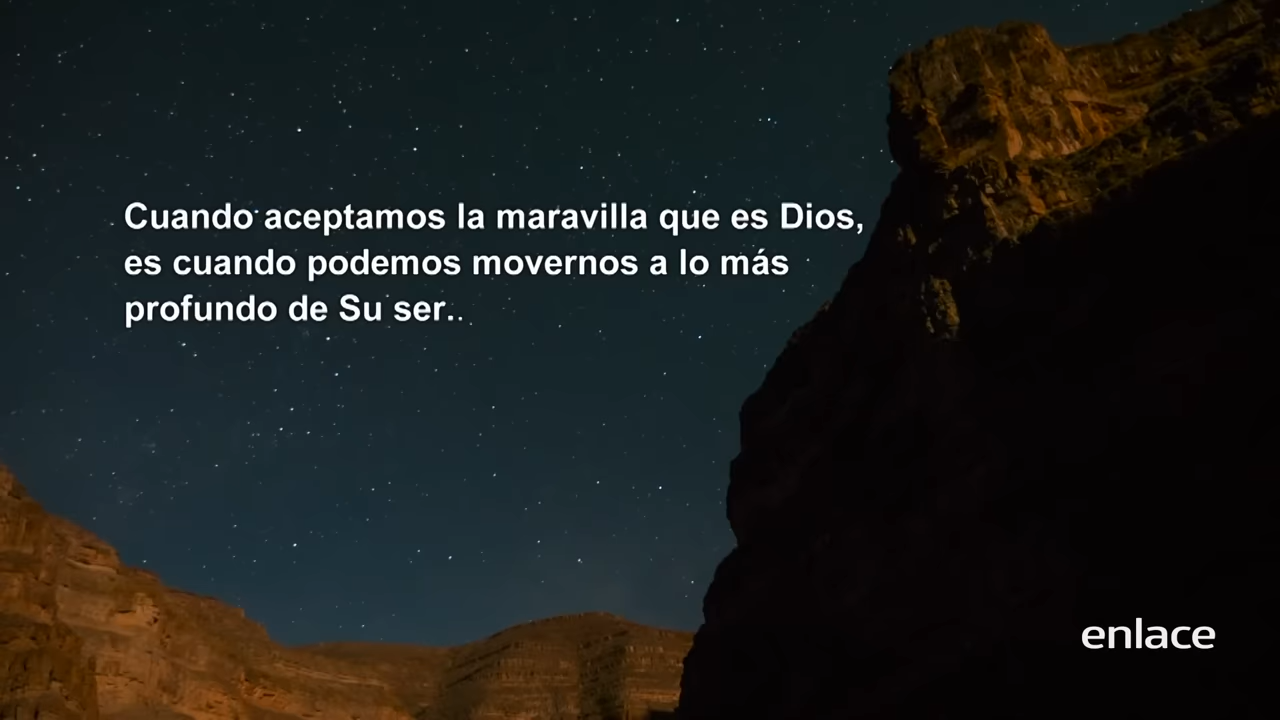 Cuando aceptamos la maravilla que es Dios,
es cuando podemos movernos a lo más
profundo de Su ser..
enlace